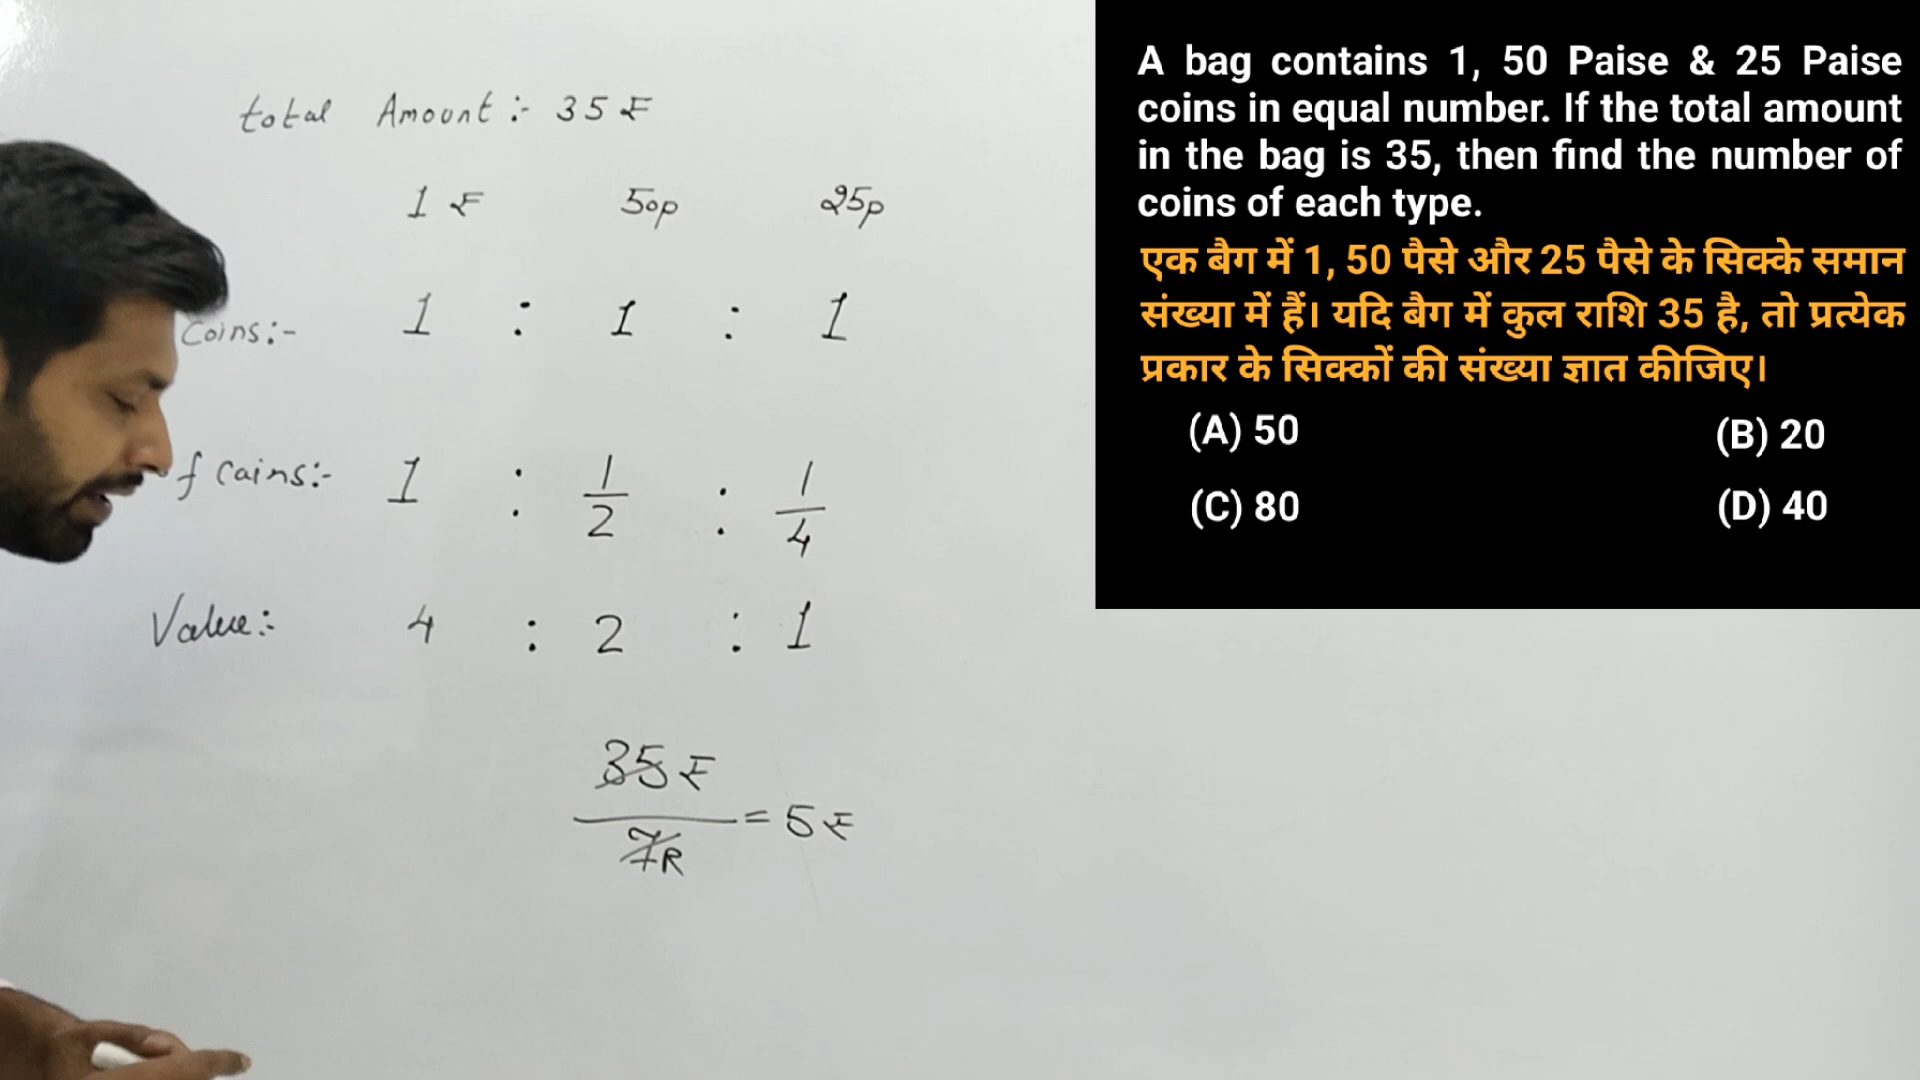 total Amount :- 35 ₹
1 ₹ 50p 25p
Coins:- 1 : 1 : 1
f Cains:- 1 : 1/2 : 1/4
Value:- 4 : 2 : 1
35 ₹ / 7R = 5 ₹
A bag contains 1, 50 Paise & 25 Paise
coins in equal number. If the total amount
in the bag is 35, then find the number of
coins of each type.
एक बैग में 1, 50 पैसे और 25 पैसे के सिक्के समान
संख्या में हैं। यदि बैग में कुल राशि 35 है, तो प्रत्येक
प्रकार के सिक्कों की संख्या ज्ञात कीजिए।
(A) 50 (B) 20
(C) 80 (D) 40